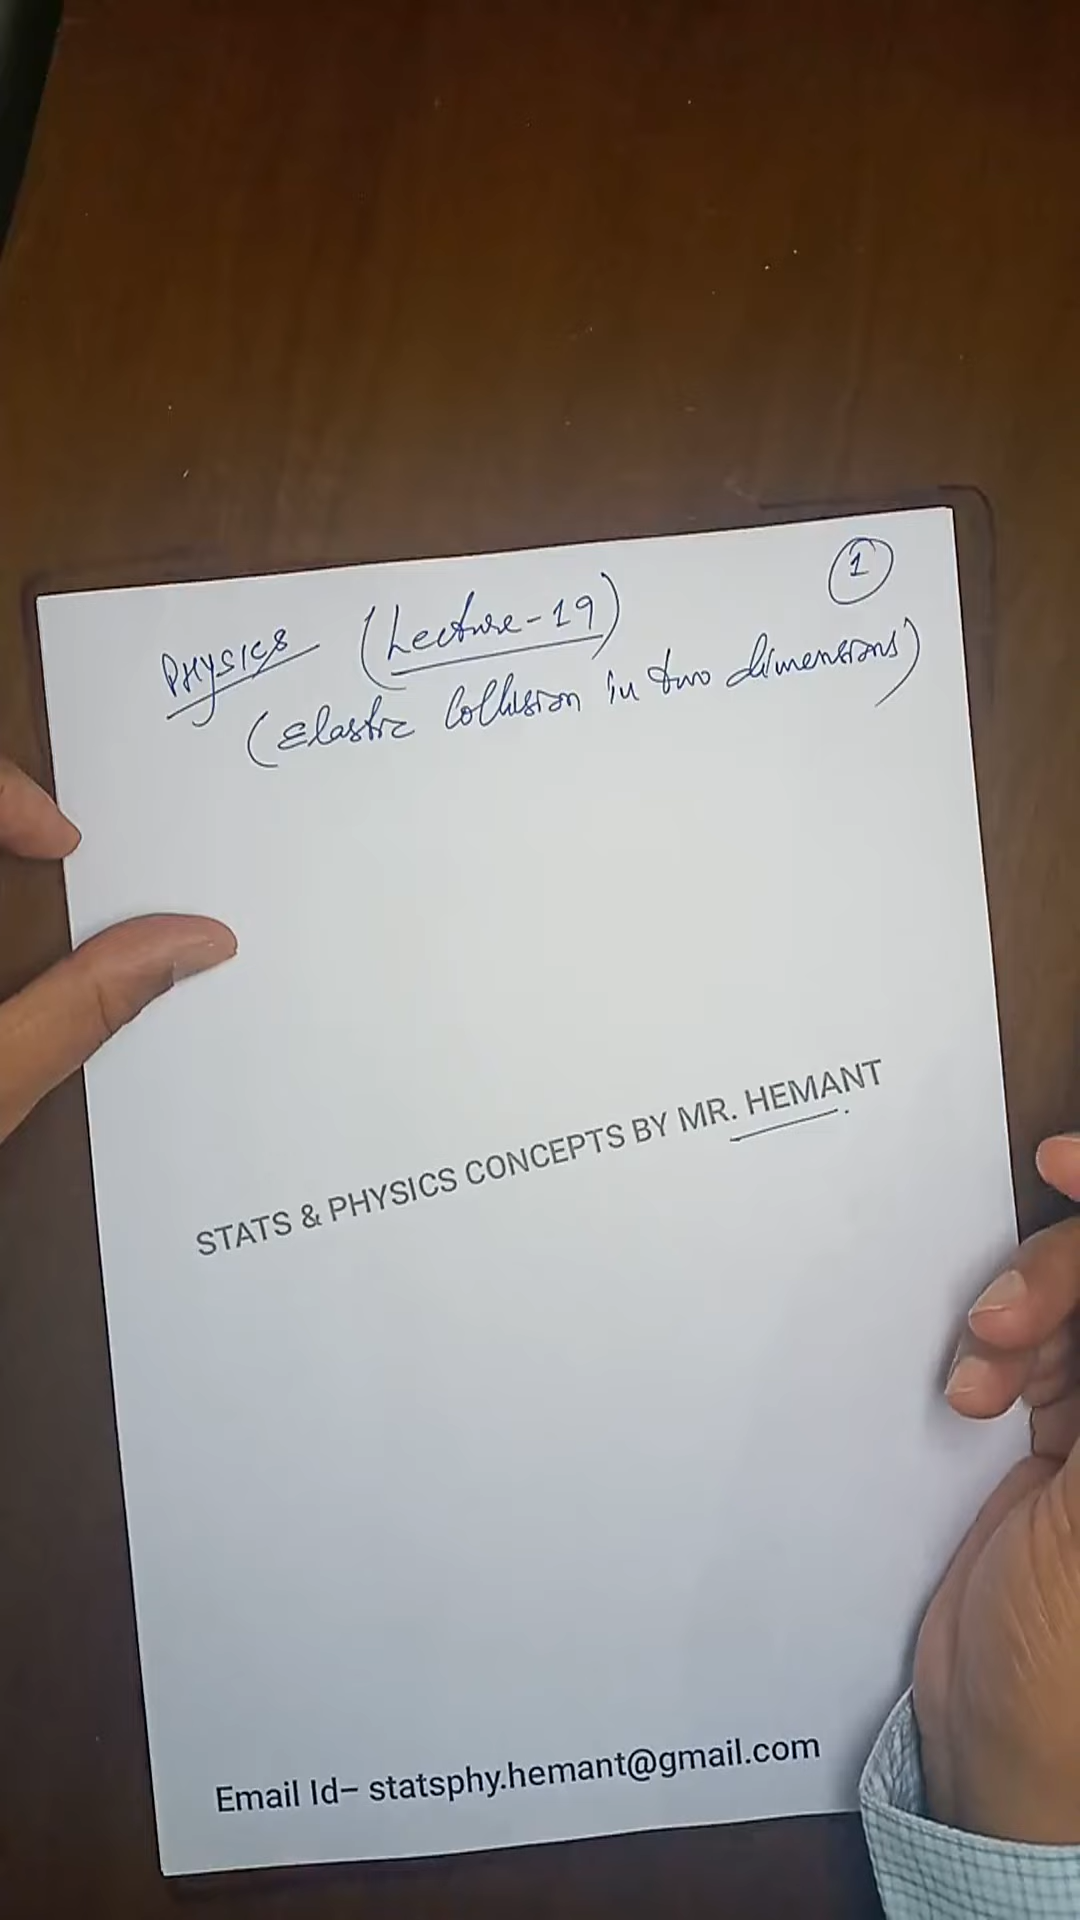 1
Physics (Lecture-19)
(Elastic Collision in two dimensions)
STATS & PHYSICS CONCEPTS BY MR. HEMANT.
Email Id– statsphy.hemant@gmail.com